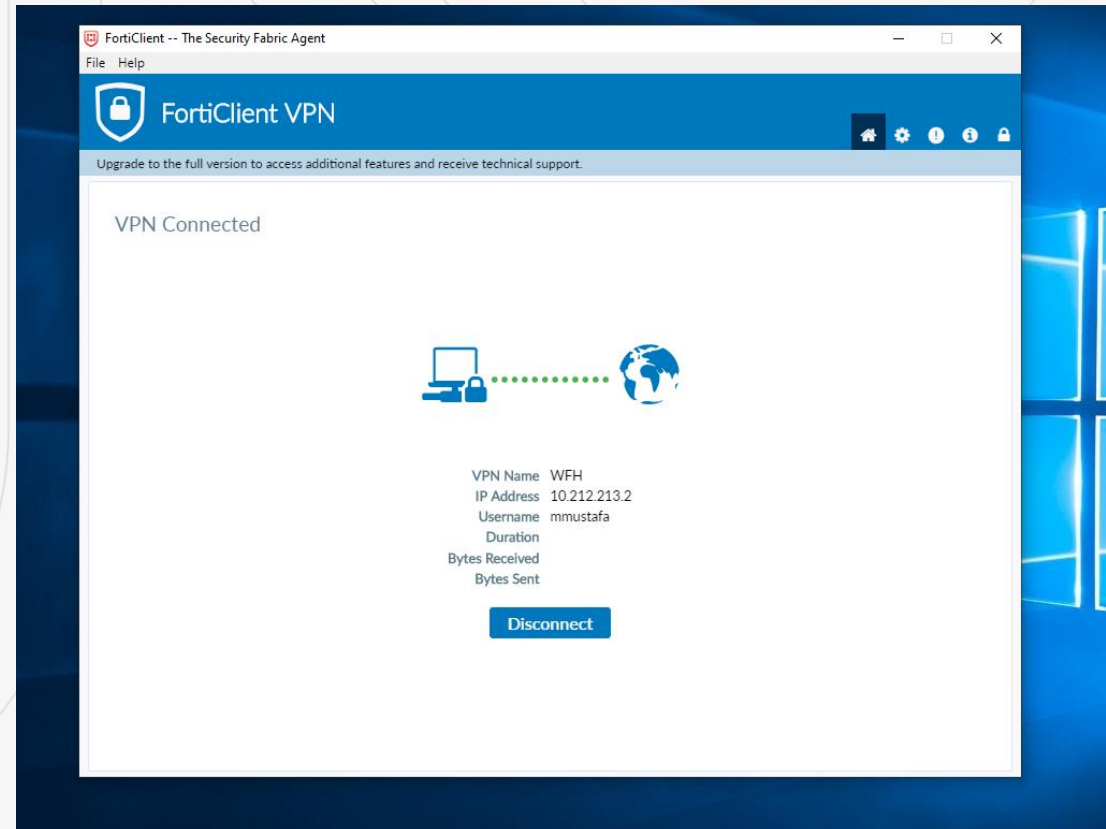 FortiClient -- The Security Fabric Agent
File Help
FortiClient VPN
Upgrade to the full version to access additional features and receive technical support.
VPN Connected
VPN Name WFH
IP Address 10.212.213.2
Username mmustafa
Duration
Bytes Received
Bytes Sent
Disconnect